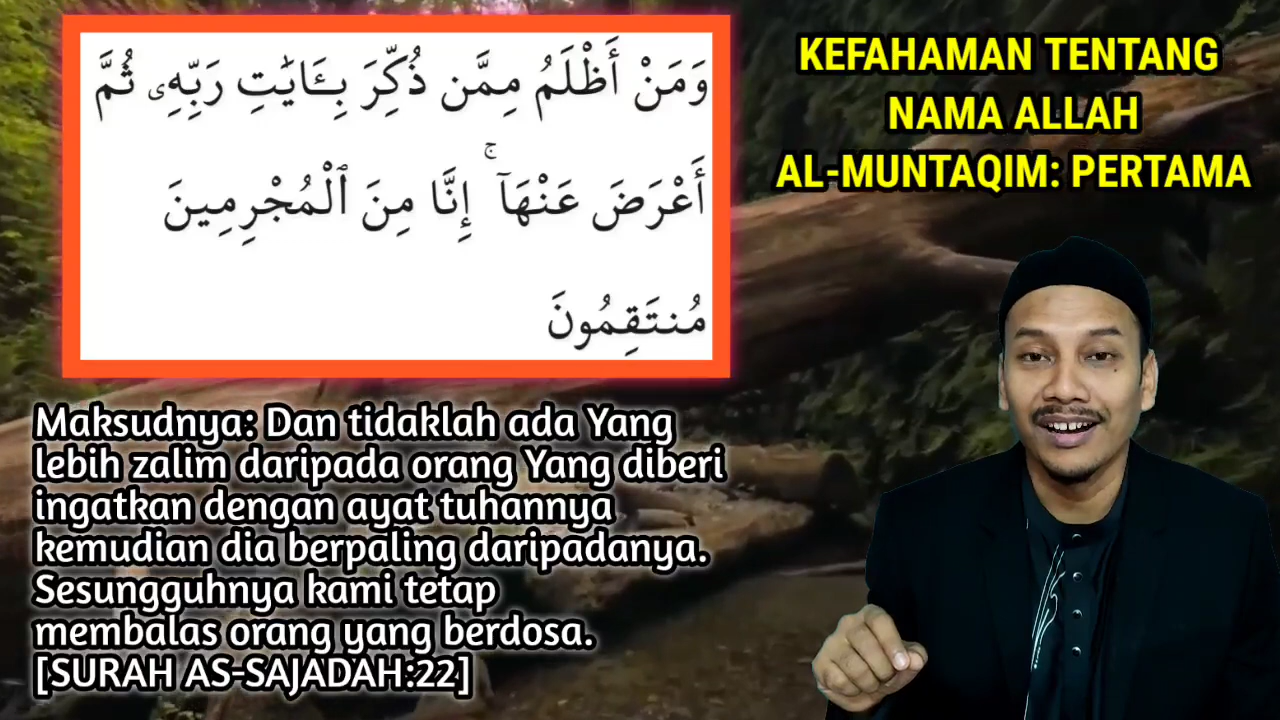 وَمَنْ أَظْلَمُ مِمَّن ذُكِّرَ بِـَٔايَٰتِ رَبِّهِۦ ثُمَّ
أَعْرَضَ عَنْهَآ ۚ إِنَّا مِنَ ٱلْمُجْرِمِينَ
مُنتَقِمُونَ
KEFAHAMAN TENTANG
NAMA ALLAH
AL-MUNTAQIM: PERTAMA
Maksudnya: Dan tidaklah ada Yang
lebih zalim daripada orang Yang diberi
ingatkan dengan ayat tuhannya
kemudian dia berpaling daripadanya.
Sesungguhnya kami tetap
membalas orang yang berdosa.
[SURAH AS-SAJADAH:22]